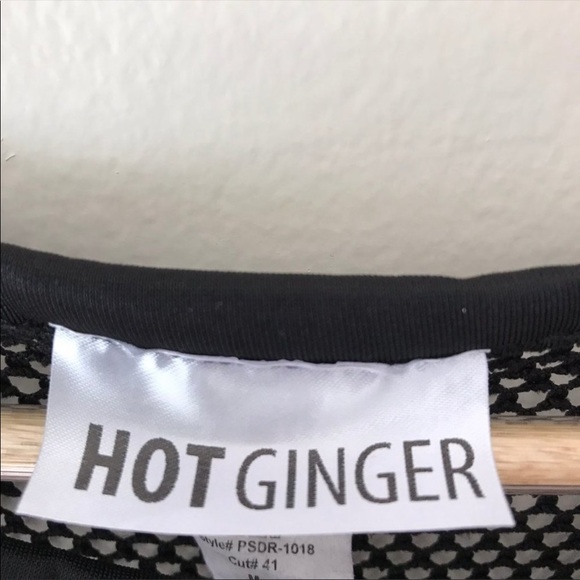 HOT GINGER
Style# PSDR-1018
Cut# 41
M